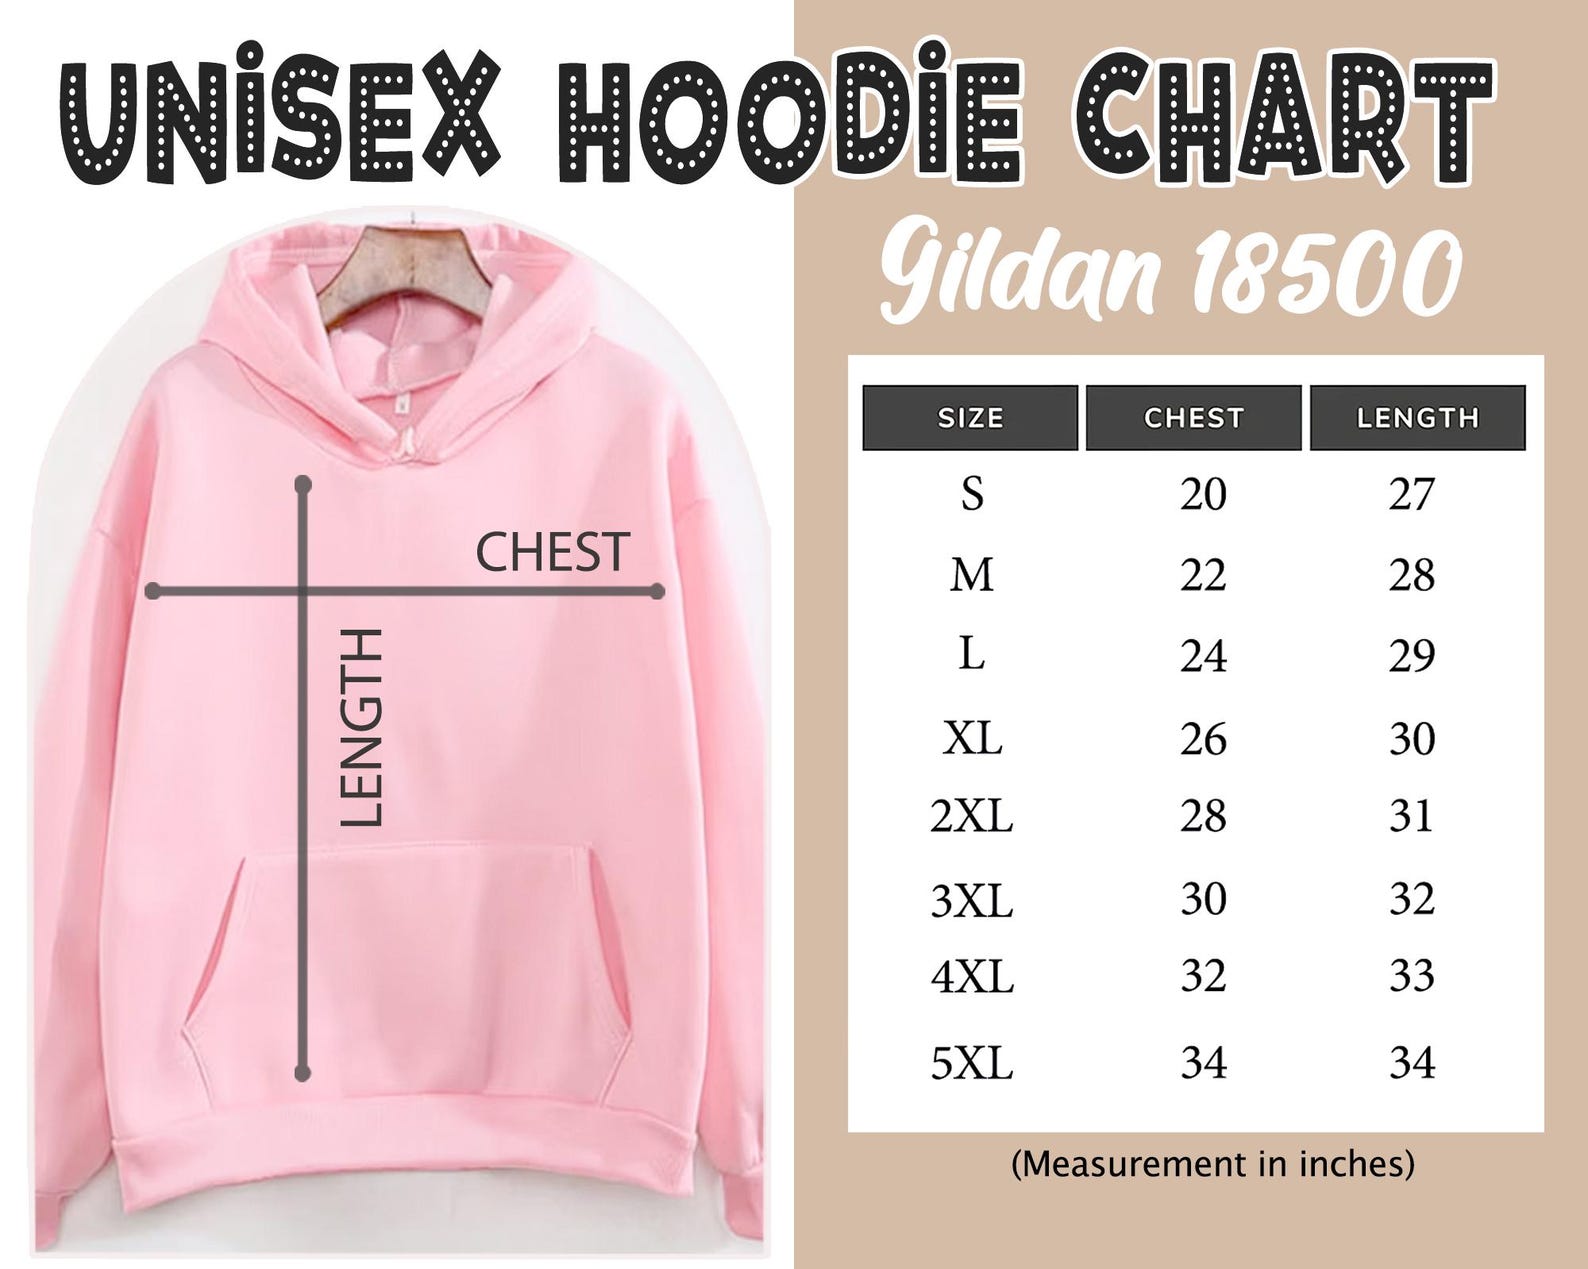 UNiSEX HOODiE CHART
Gildan 18500
CHEST
LENGTH
SIZE CHEST LENGTH
S 20 27
M 22 28
L 24 29
XL 26 30
2XL 28 31
3XL 30 32
4XL 32 33
5XL 34 34
(Measurement in inches)